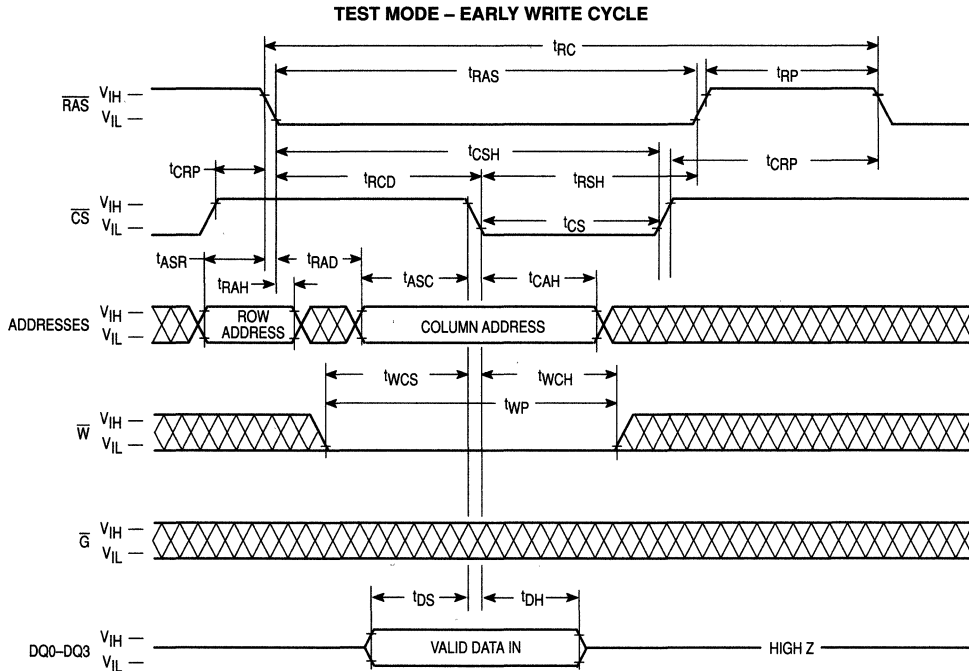 TEST MODE – EARLY WRITE CYCLE
tRC
tRAS
tRP
RAS
VIH
VIL
tCSH
tCRP
tCRP
tRCD
tRSH
CS
VIH
VIL
tCS
tASR
tRAD
tRAH
tASC
tCAH
ADDRESSES
VIH
VIL
ROW
ADDRESS
COLUMN ADDRESS
tWCS
tWCH
tWP
W
VIH
VIL
G
VIH
VIL
tDS
tDH
DQ0–DQ3
VIH
VIL
VALID DATA IN
HIGH Z